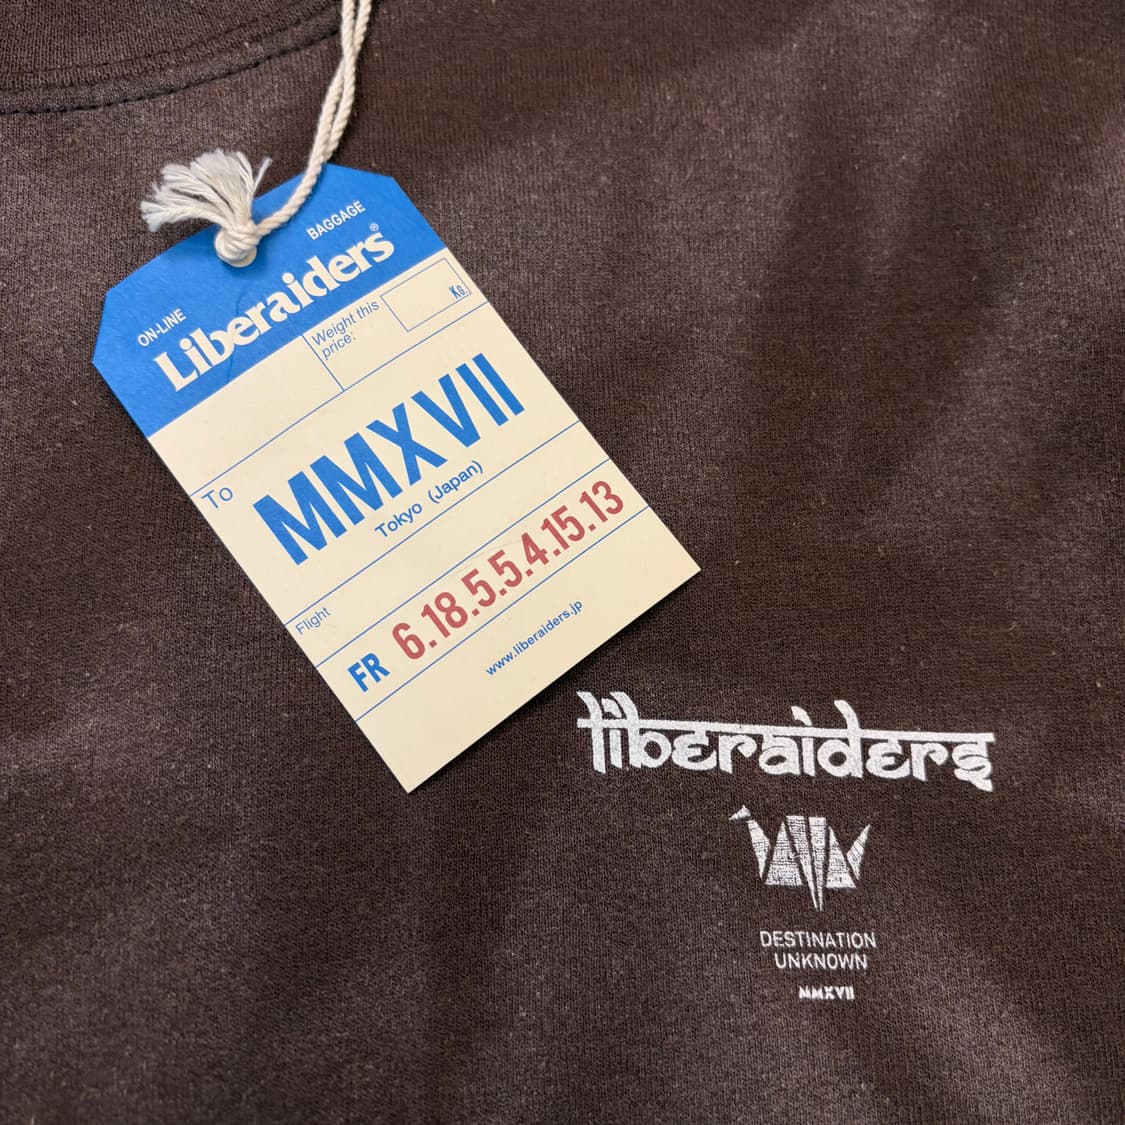 ON-LINE BAGGAGE
Liberaiders®
Weight this
price:
Kg.
To
MMXVII
Tokyo (Japan)
Flight
FR 6.18.5.5.4.15.13
www.liberaiders.jp
liberaiders
DESTINATION
UNKNOWN
MMXVII